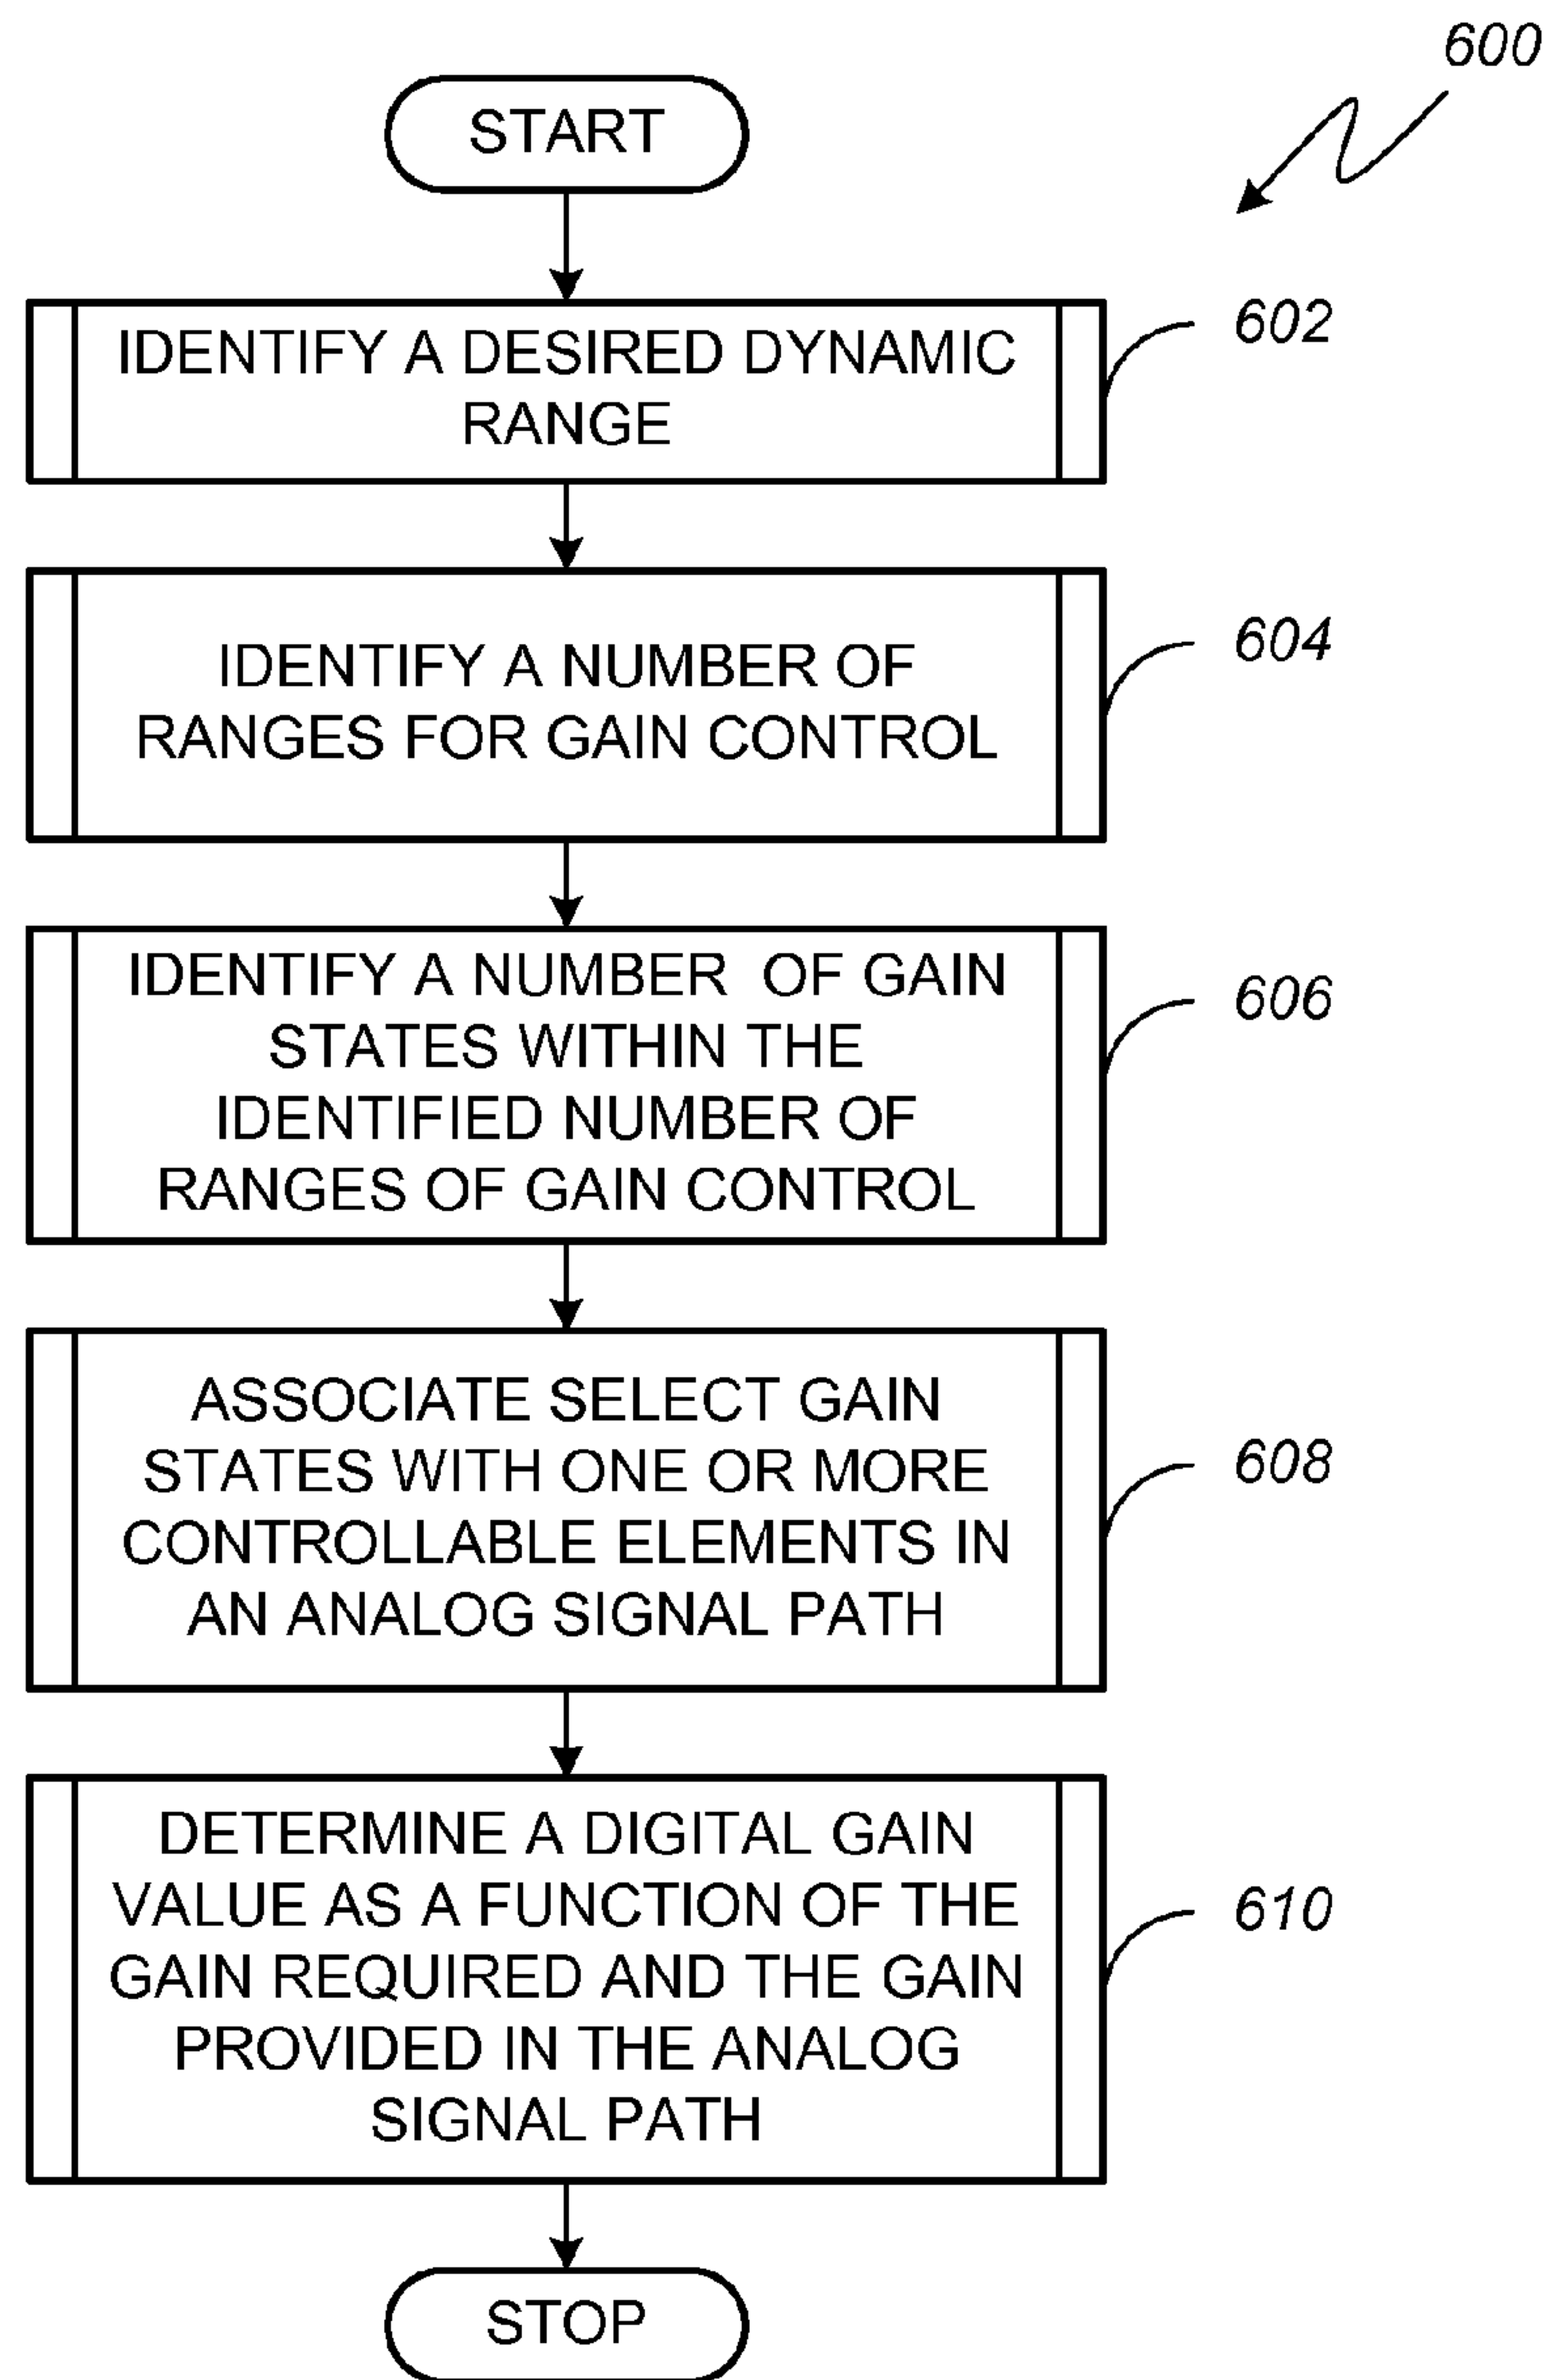 600
START
IDENTIFY A DESIRED DYNAMIC
RANGE
602
IDENTIFY A NUMBER OF
RANGES FOR GAIN CONTROL
604
IDENTIFY A NUMBER OF GAIN
STATES WITHIN THE
IDENTIFIED NUMBER OF
RANGES OF GAIN CONTROL
606
ASSOCIATE SELECT GAIN
STATES WITH ONE OR MORE
CONTROLLABLE ELEMENTS IN
AN ANALOG SIGNAL PATH
608
DETERMINE A DIGITAL GAIN
VALUE AS A FUNCTION OF THE
GAIN REQUIRED AND THE GAIN
PROVIDED IN THE ANALOG
SIGNAL PATH
610
STOP